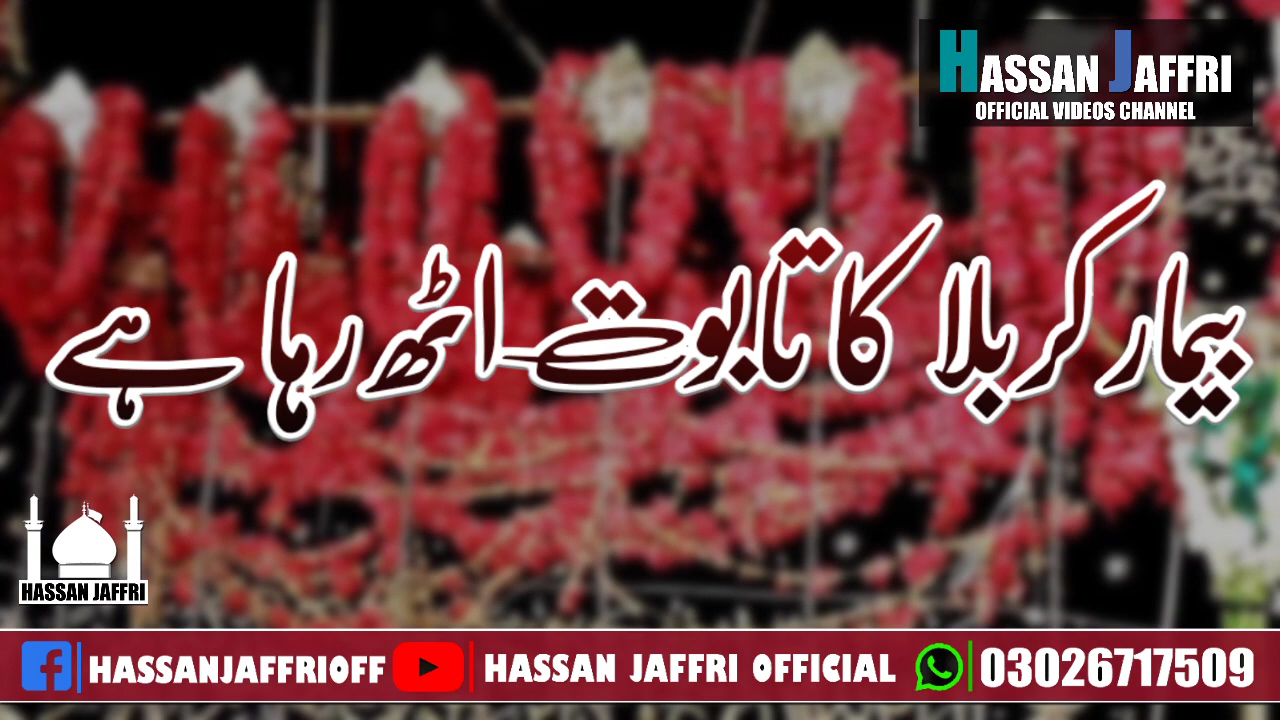 HASSAN JAFFRI
OFFICIAL VIDEOS CHANNEL
بیمار کربلا کا تابوت اٹھ رہا ہے
HASSAN JAFFRI
HASSANJAFFRIOFF
HASSAN JAFFRI OFFICIAL
03026717509